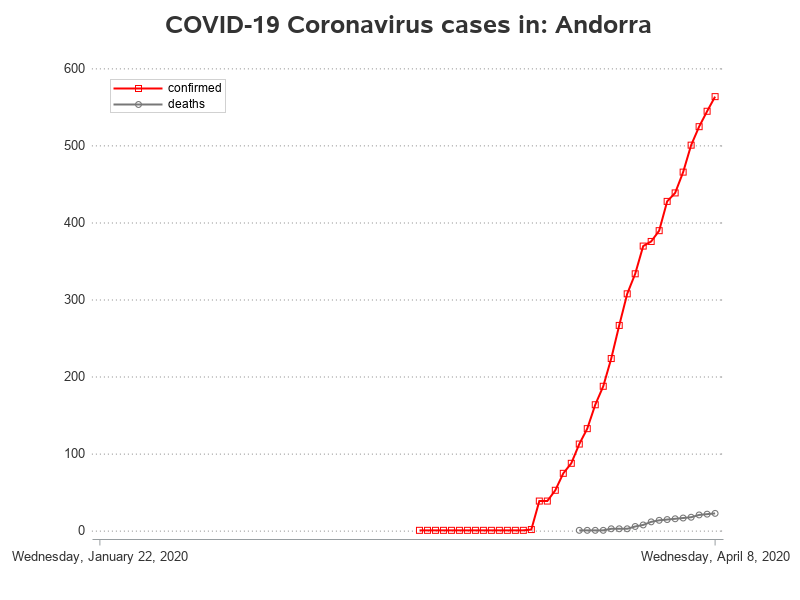 COVID-19 Coronavirus cases in: Andorra
600
confirmed
deaths
500
400
300
200
100
0
Wednesday, January 22, 2020
Wednesday, April 8, 2020